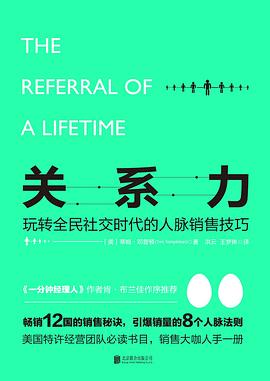 THE
REFERRAL OF
A LIFETIME
关系力
玩转全民社交时代的人脉销售技巧
《一分钟经理人》作者肯·布兰佳作序推荐
畅销12国的销售秘诀，引爆销量的8个人脉法则
美国特许经营团队必读书目，销售大咖人手一册